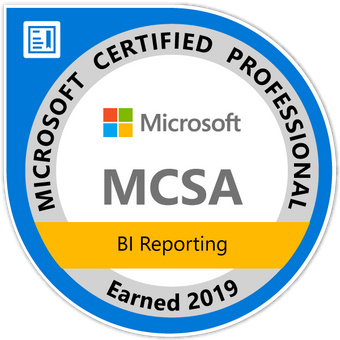 MICROSOFT CERTIFIED PROFESSIONAL
Microsoft
MCSA
BI Reporting
Earned 2019